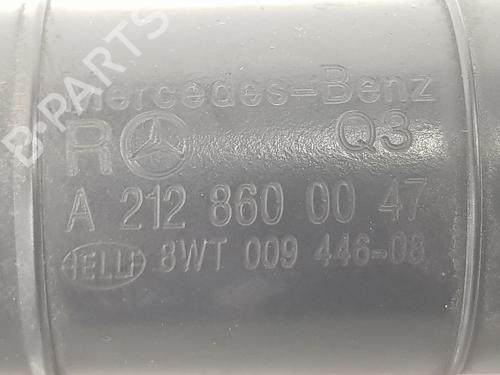 B-PARTS
Mercedes-Benz
R Q3
A 212 860 00 47
HELLA 8WT 009 446-08